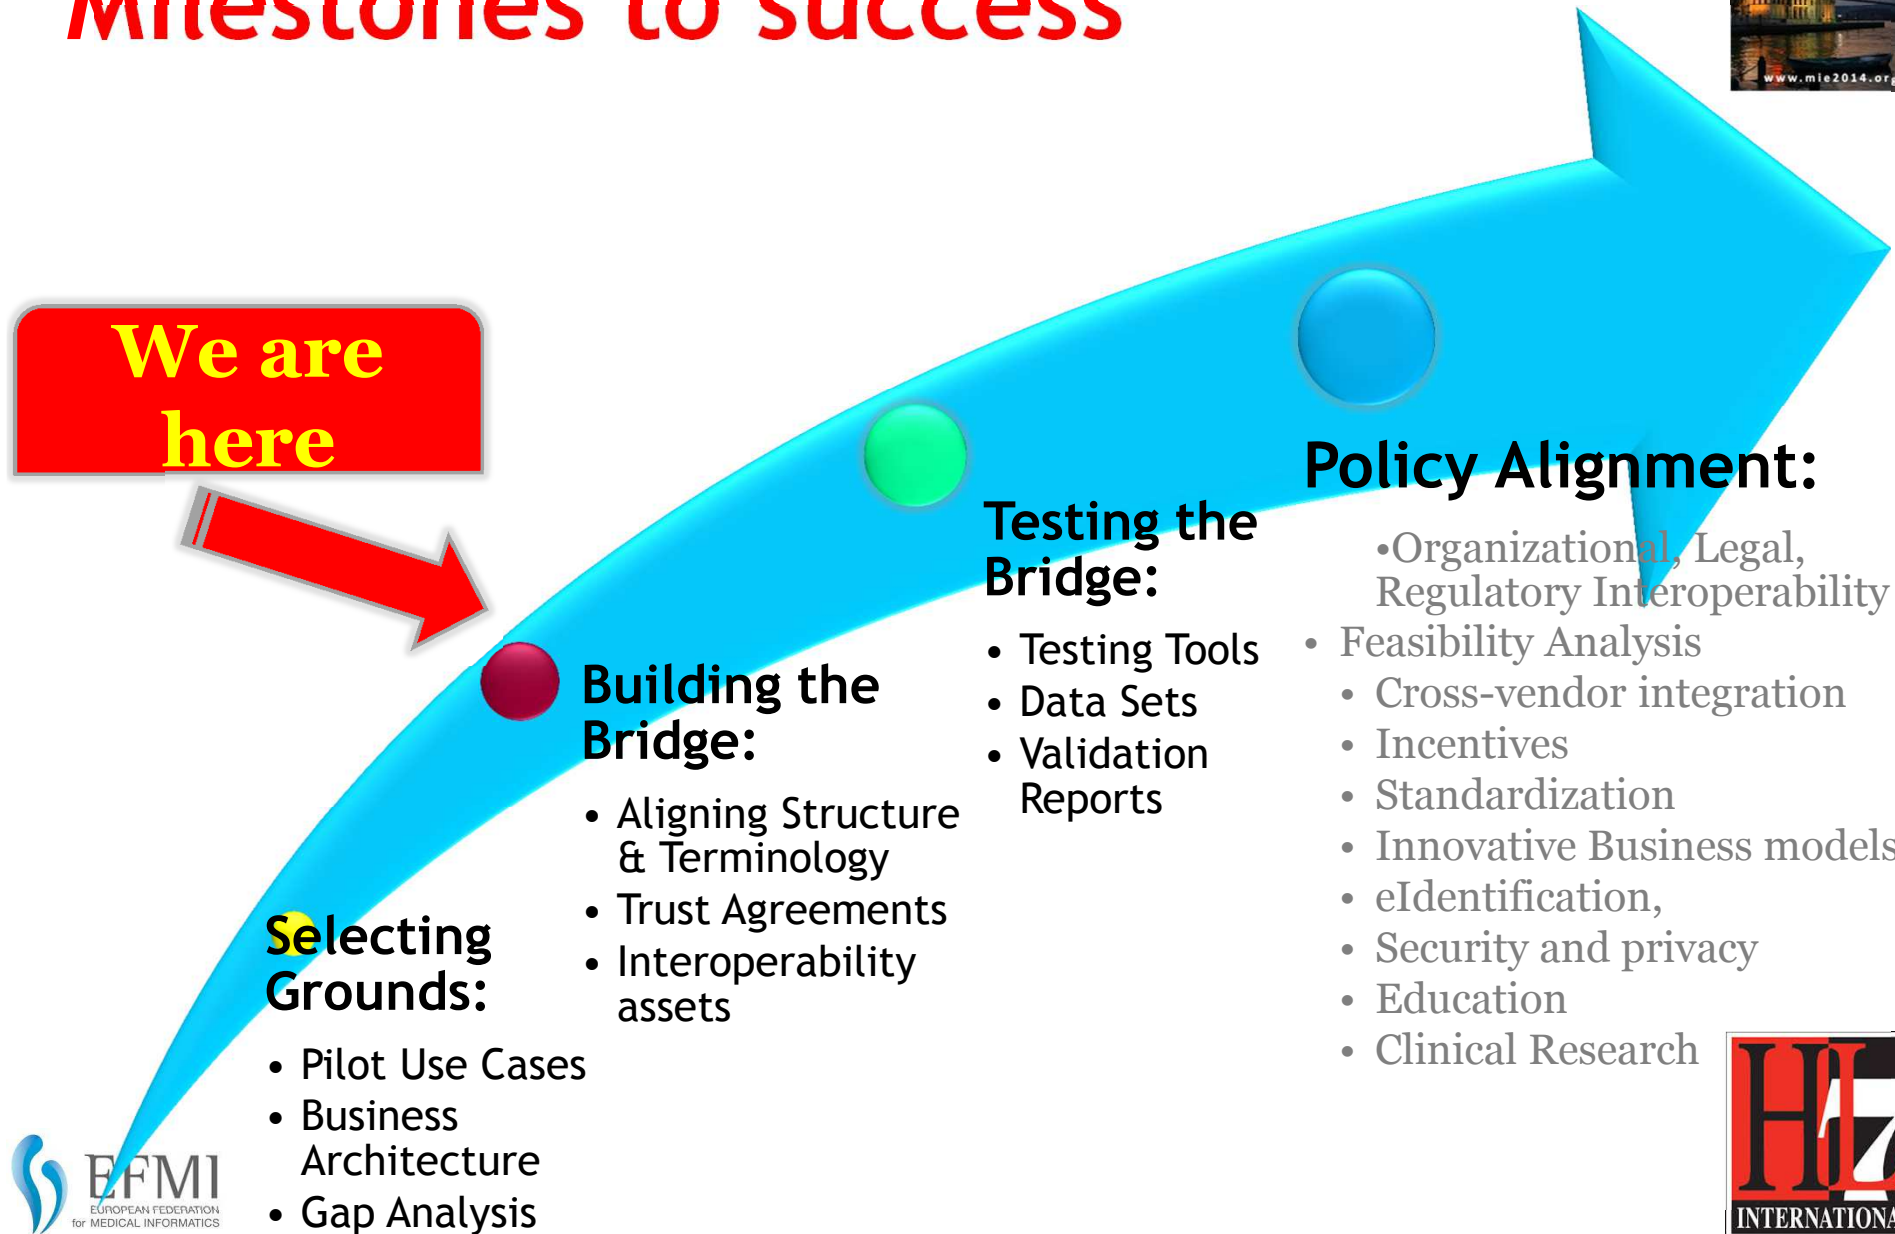 Milestones to success
www.mie2014.org
We are
here
Selecting
Grounds:
• Pilot Use Cases
• Business
Architecture
• Gap Analysis
Building the
Bridge:
• Aligning Structure
& Terminology
• Trust Agreements
• Interoperability
assets
Testing the
Bridge:
• Testing Tools
• Data Sets
• Validation
Reports
Policy Alignment:
•Organizational, Legal,
Regulatory Interoperability
• Feasibility Analysis
• Cross-vendor integration
• Incentives
• Standardization
• Innovative Business models
• eIdentification,
• Security and privacy
• Education
• Clinical Research
EFMI
EUROPEAN FEDERATION
for MEDICAL INFORMATICS
HL7
INTERNATIONA